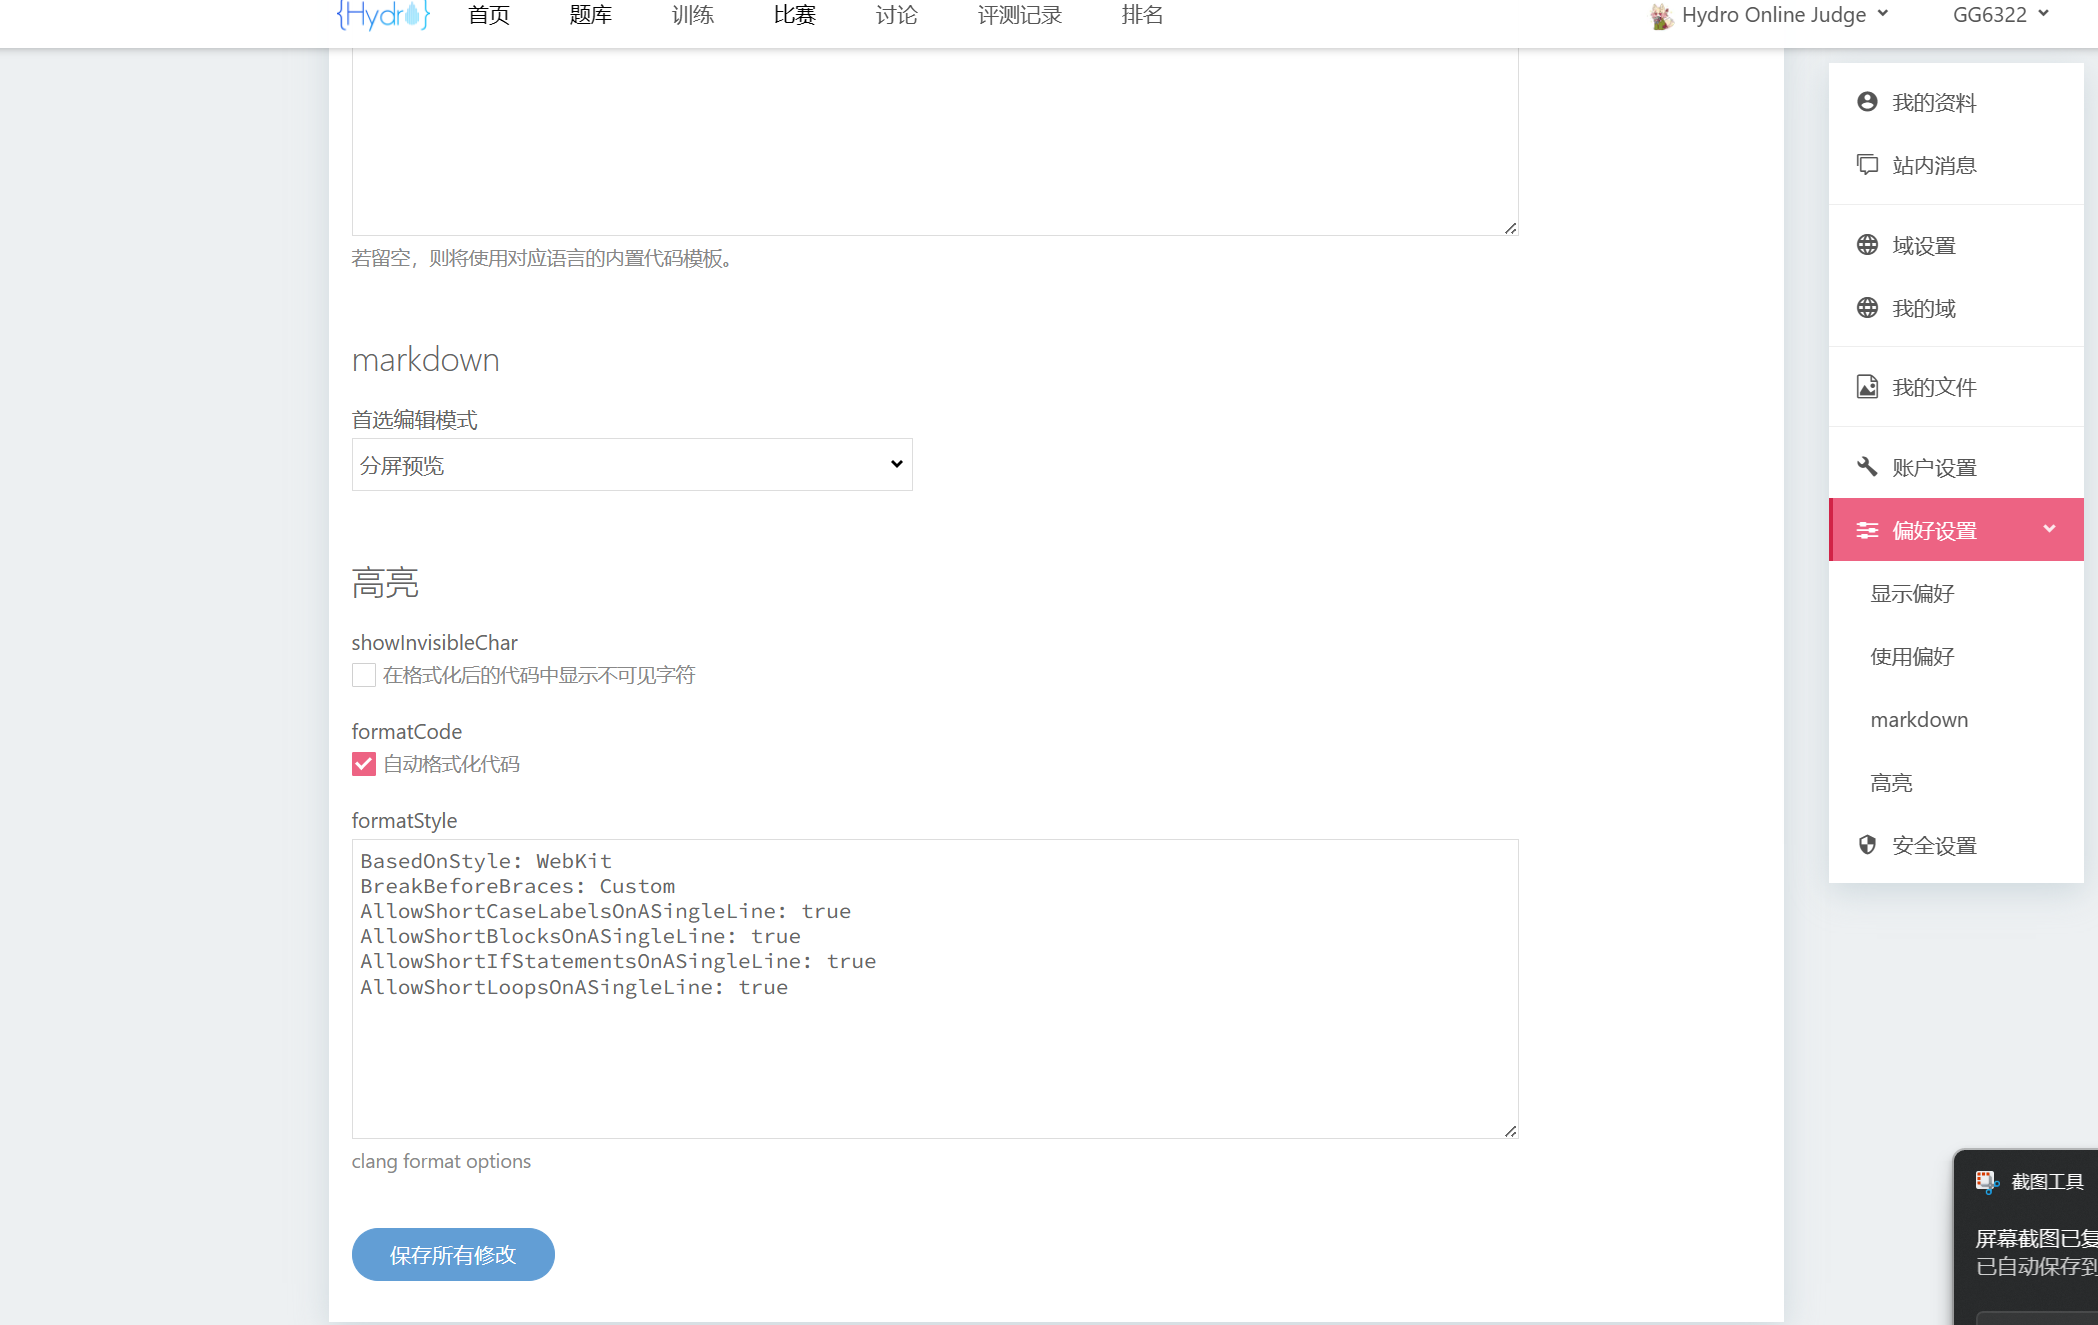 {Hydro}
首页 题库 训练 比赛 讨论 评测记录 排名 Hydro Online Judge GG6322
若留空，则将使用对应语言的内置代码模板。
markdown
首选编辑模式
分屏预览
高亮
showInvisibleChar
在格式化后的代码中显示不可见字符
formatCode
自动格式化代码
formatStyle
BasedOnStyle: WebKit
BreakBeforeBraces: Custom
AllowShortCaseLabelsOnASingleLine: true
AllowShortBlocksOnASingleLine: true
AllowShortIfStatementsOnASingleLine: true
AllowShortLoopsOnASingleLine: true
clang format options
保存所有修改
我的资料
站内消息
域设置
我的域
我的文件
账户设置
偏好设置
显示偏好
使用偏好
markdown
高亮
安全设置
截图工具
屏幕截图已复
已自动保存到